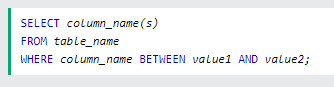 SELECT column_name(s)
FROM table_name
WHERE column_name BETWEEN value1 AND value2;